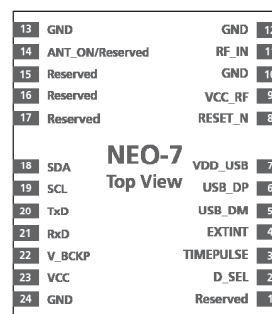 13 GND GND 12
14 ANT_ON/Reserved RF_IN 11
15 Reserved GND 10
16 Reserved VCC_RF 9
17 Reserved RESET_N 8
NEO-7
Top View
18 SDA VDD_USB 7
19 SCL USB_DP 6
20 TxD USB_DM 5
21 RxD EXTINT 4
22 V_BCKP TIMEPULSE 3
23 VCC D_SEL 2
24 GND Reserved 1